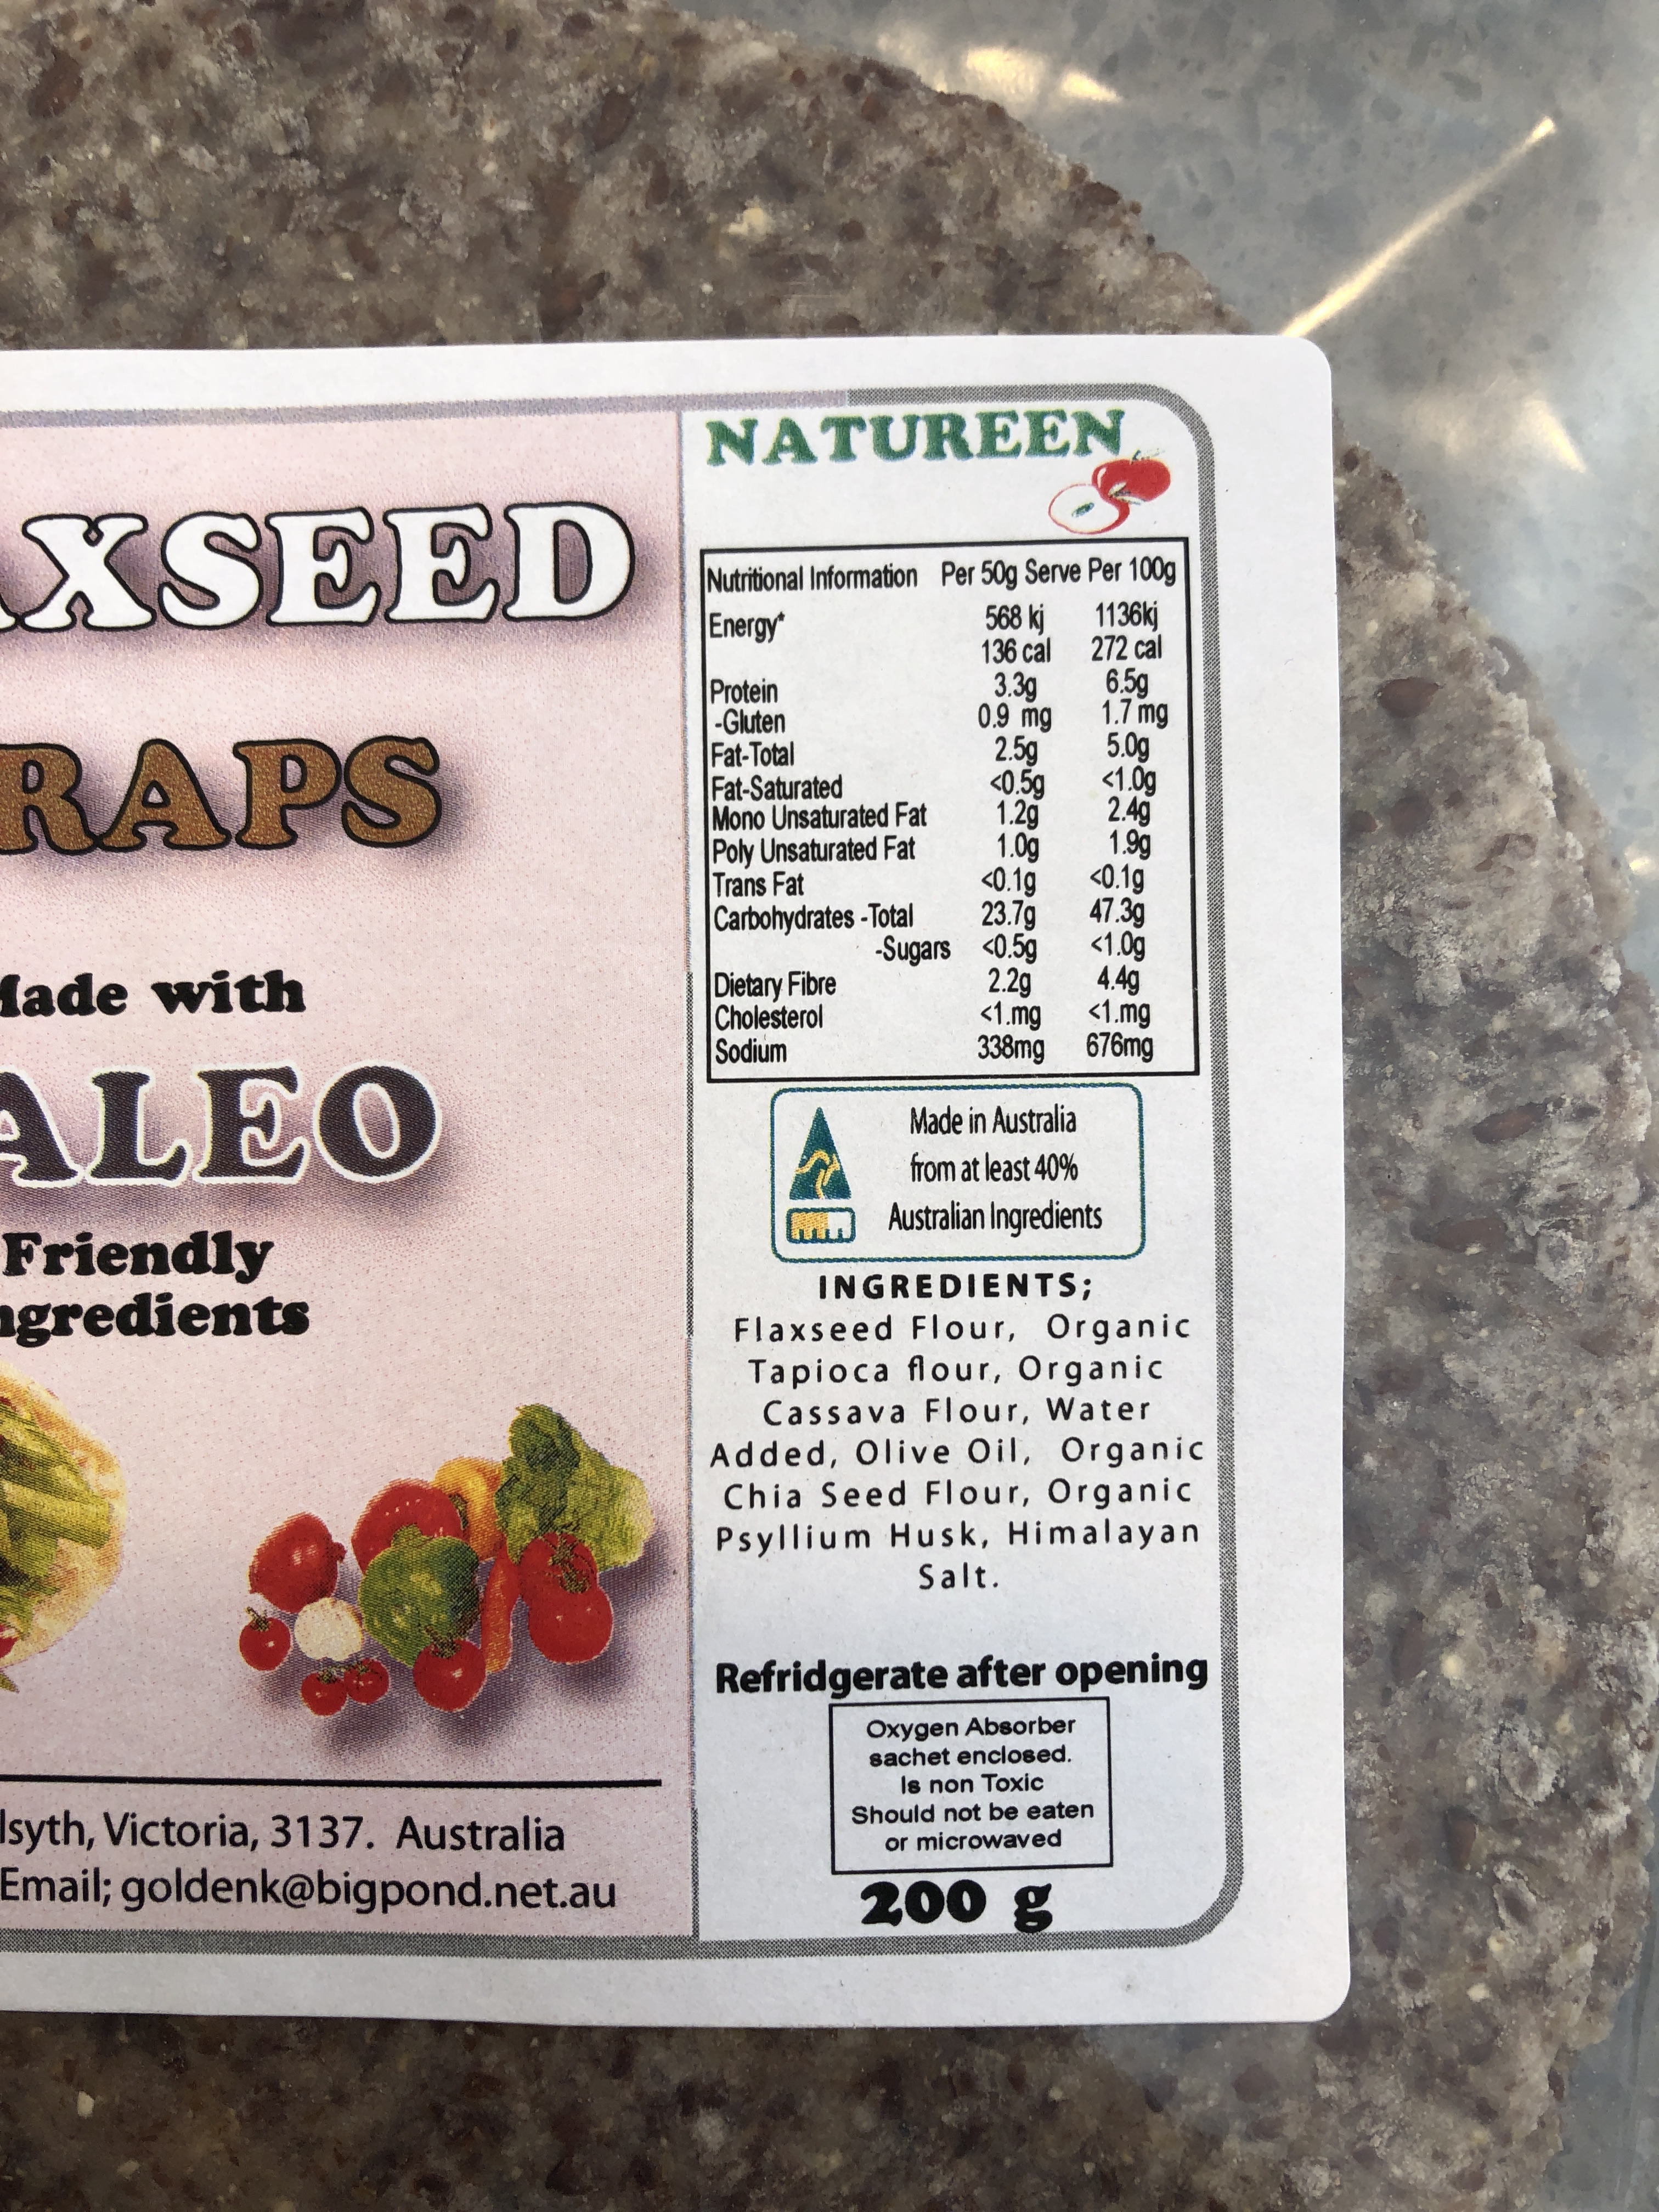 AXSEED
RAPS
Made with
ALEO
Friendly
ngredients
lsyth, Victoria, 3137. Australia
Email; goldenk@bigpond.net.au
NATUREEN
Nutritional Information Per 50g Serve Per 100g
Energy* 568 kj 1136kj
136 cal 272 cal
Protein 3.3g 6.5g
-Gluten 0.9 mg 1.7 mg
Fat-Total 2.5g 5.0g
Fat-Saturated <0.5g <1.0g
Mono Unsaturated Fat 1.2g 2.4g
Poly Unsaturated Fat 1.0g 1.9g
Trans Fat <0.1g <0.1g
Carbohydrates -Total 23.7g 47.3g
-Sugars <0.5g <1.0g
Dietary Fibre 2.2g 4.4g
Cholesterol <1.mg <1.mg
Sodium 338mg 676mg
Made in Australia
from at least 40%
Australian Ingredients
INGREDIENTS;
Flaxseed Flour, Organic
Tapioca flour, Organic
Cassava Flour, Water
Added, Olive Oil, Organic
Chia Seed Flour, Organic
Psyllium Husk, Himalayan
Salt.
Refridgerate after opening
Oxygen Absorber
sachet enclosed.
Is non Toxic
Should not be eaten
or microwaved
200 g